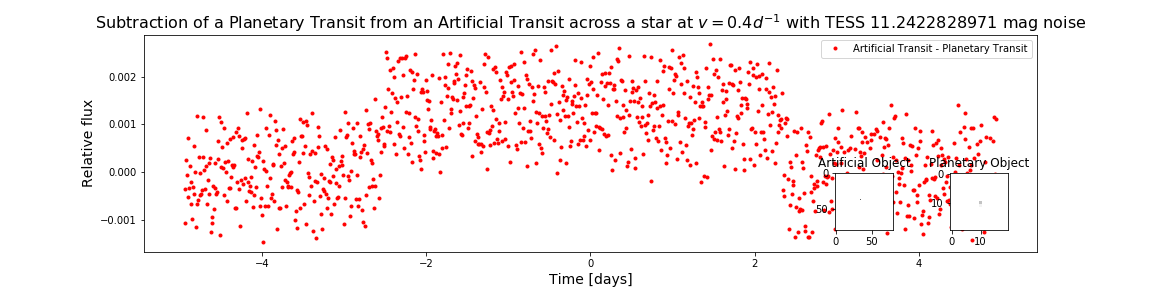 Subtraction of a Planetary Transit from an Artificial Transit across a star at v = 0.4d⁻¹ with TESS 11.2422828971 mag noise
Artificial Transit - Planetary Transit
Relative flux
0.002
0.001
0.000
−0.001
Artificial Object
0
50
0 50
Planetary Object
0
10
0 10
−4 −2 0 2 4
Time [days]